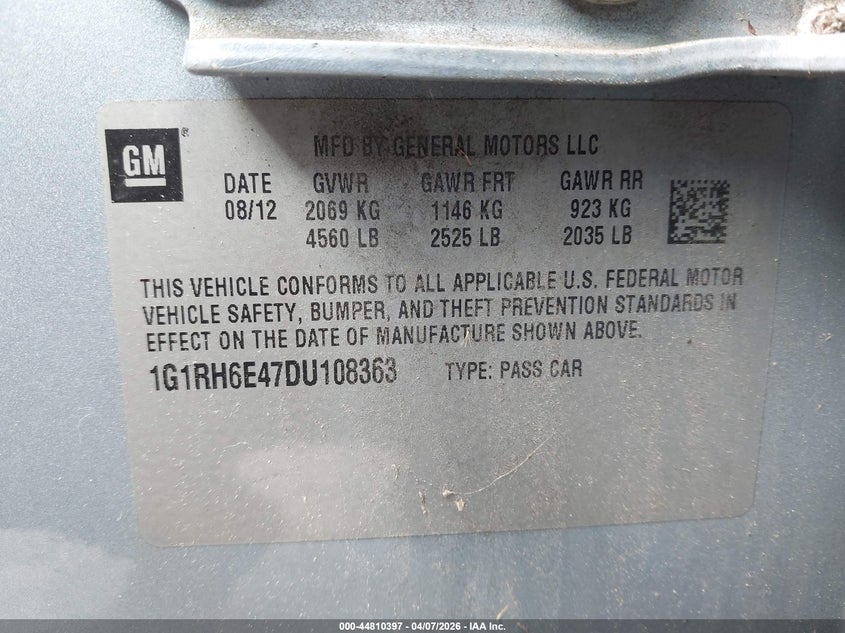 GM ®
MFD BY GENERAL MOTORS LLC
DATE GVWR GAWR FRT GAWR RR
08/12 2069 KG 1146 KG 923 KG
4560 LB 2525 LB 2035 LB
THIS VEHICLE CONFORMS TO ALL APPLICABLE U.S. FEDERAL MOTOR
VEHICLE SAFETY, BUMPER, AND THEFT PREVENTION STANDARDS IN
EFFECT ON THE DATE OF MANUFACTURE SHOWN ABOVE.
1G1RH6E47DU108363 TYPE: PASS CAR
000-44810397 - 04/07/2026 - IAA Inc.